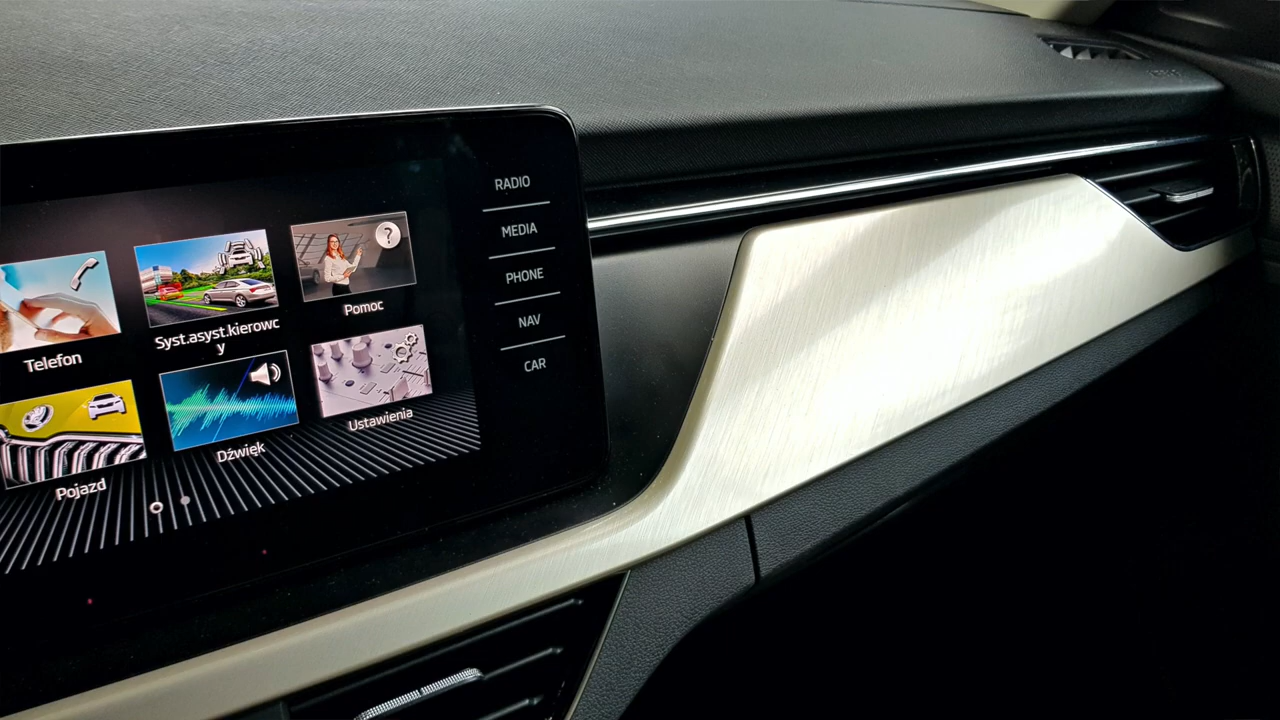 RADIO
MEDIA
PHONE
NAV
CAR
Telefon
Syst.asyst.kierowc
y
Pomoc
?
Pojazd
Dźwięk
Ustawienia